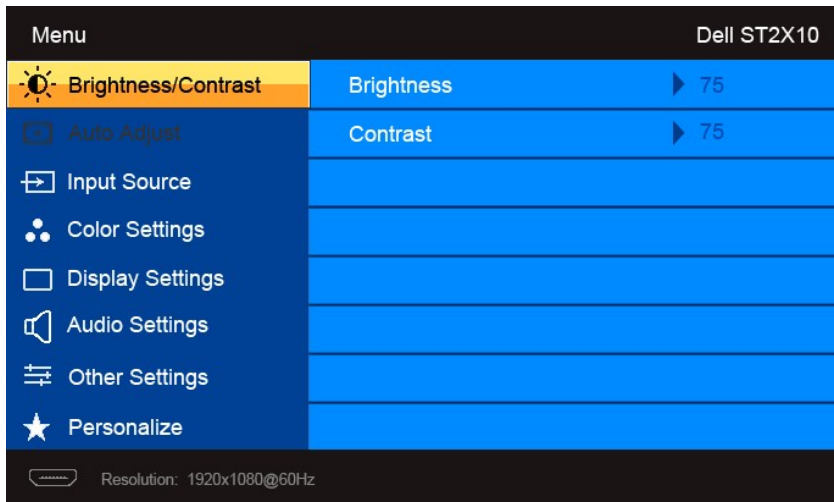 Menu Dell ST2X10
Brightness/Contrast Brightness 75
Auto Adjust Contrast 75
Input Source
Color Settings
Display Settings
Audio Settings
Other Settings
Personalize
Resolution: 1920x1080@60Hz